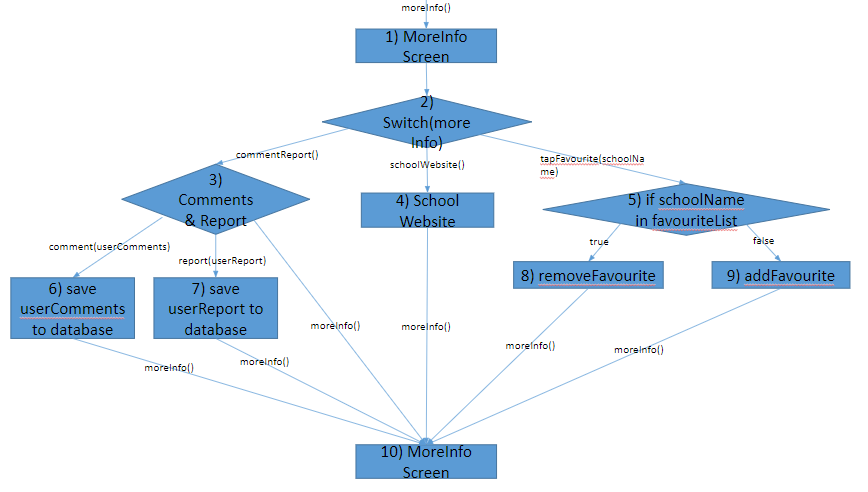 moreInfo()
1) MoreInfo
Screen
2)
Switch(more
Info)
commentReport()
schoolWebsite()
tapFavourite(schoolNa
me)
3)
Comments
& Report
4) School
Website
5) if schoolName
in favouriteList
comment(userComments)
report(userReport)
true
false
6) save
userComments
to database
7) save
userReport to
database
8) removeFavourite
9) addFavourite
moreInfo()
moreInfo()
moreInfo()
moreInfo()
moreInfo()
moreInfo()
10) MoreInfo
Screen